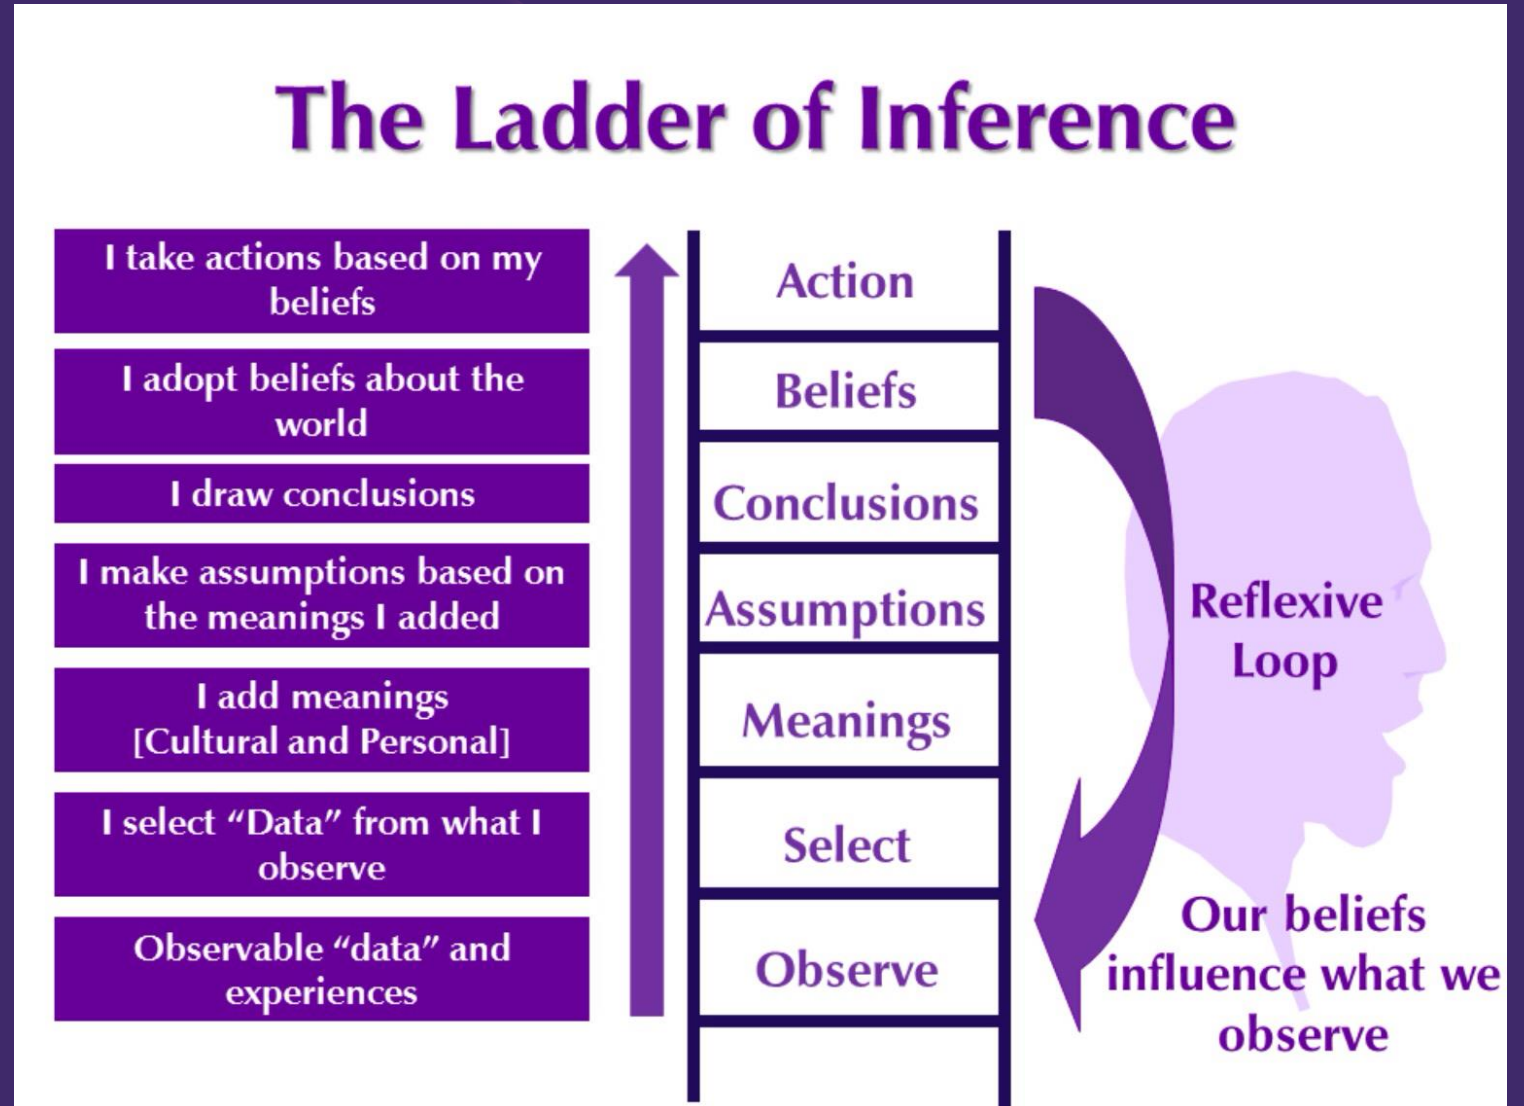 The Ladder of Inference
I take actions based on my
beliefs
I adopt beliefs about the
world
I draw conclusions
I make assumptions based on
the meanings I added
I add meanings
[Cultural and Personal]
I select “Data” from what I
observe
Observable “data” and
experiences
Action
Beliefs
Conclusions
Assumptions
Meanings
Select
Observe
Reflexive
Loop
Our beliefs
influence what we
observe